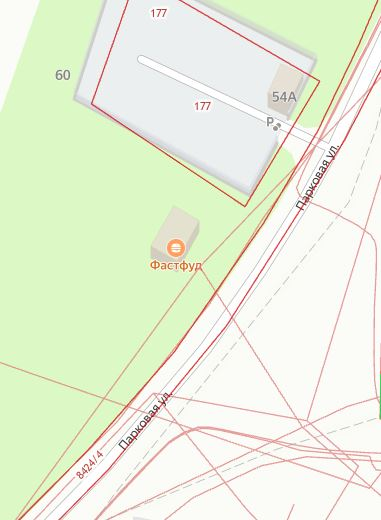 177
60
54А
177
P
Парковая ул.
Фастфуд
Парковая ул.
8424/4